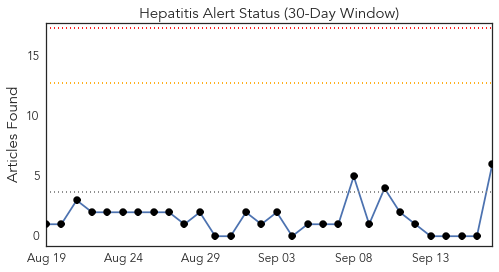 Hepatitis Alert Status (30-Day Window)
Articles Found
15
10
5
0
Aug 19
Aug 24
Aug 29
Sep 03
Sep 08
Sep 13